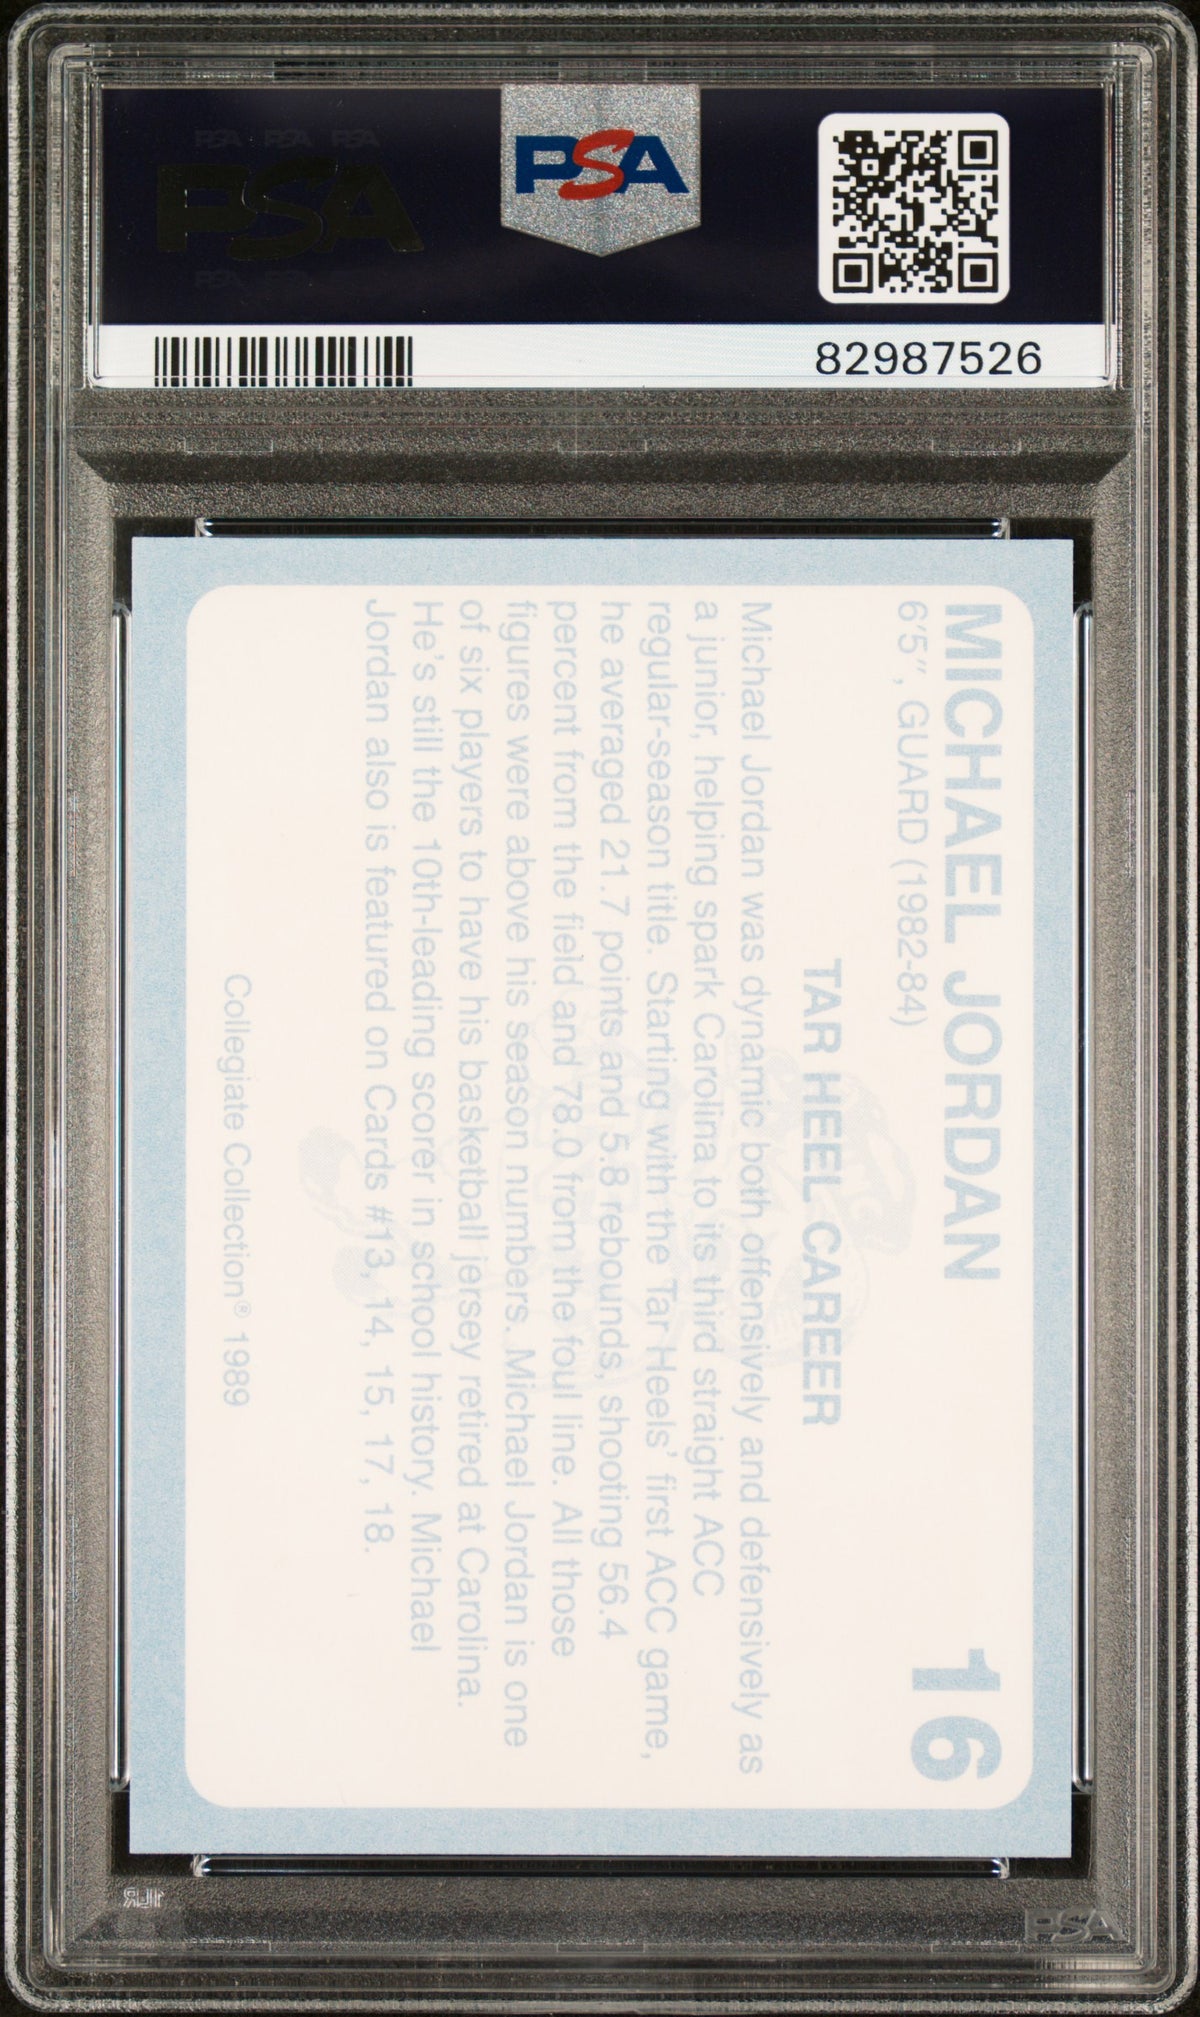 PSA PSA PSA
PSA
PSA PSA PSA
PSA
82987526
MICHAEL JORDAN
16
6'5", GUARD (1982-84)
TAR HEEL CAREER
Michael Jordan was dynamic both offensively and defensively as
a junior, helping spark Carolina to its third straight ACC
regular-season title. Starting with the Tar Heels' first ACC game,
he averaged 21.7 points and 5.8 rebounds, shooting 56.4
percent from the field and 78.0 from the foul line. All those
figures were above his season numbers. Michael Jordan is one
of six players to have his basketball jersey retired at Carolina.
He's still the 10th-leading scorer in school history. Michael
Jordan also is featured on Cards #13, 14, 15, 17, 18.
Collegiate Collection® 1989
PSA